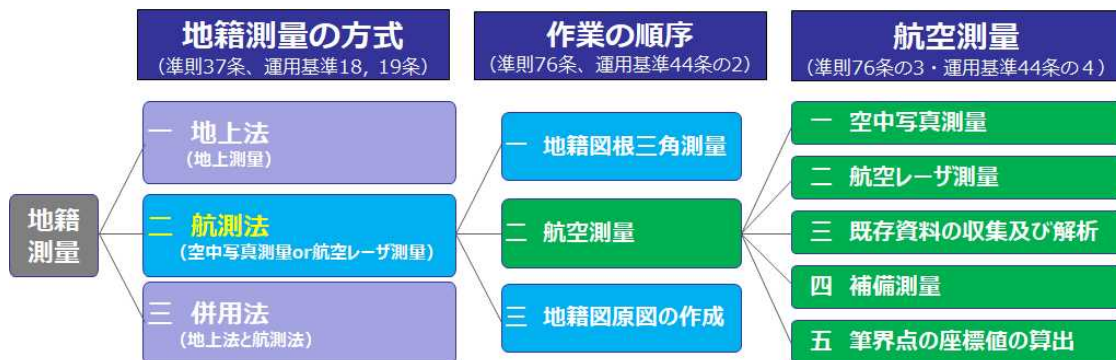 地籍測量の方式
(準則37条、運用基準18, 19条)
作業の順序
(準則76条、運用基準44条の2)
航空測量
(準則76条の3・運用基準44条の4)
地籍
測量
一 地上法
(地上測量)
二 航測法
(空中写真測量or航空レーザ測量)
三 併用法
(地上法と航測法)
一 地籍図根三角測量
二 航空測量
三 地籍図原図の作成
一 空中写真測量
二 航空レーザ測量
三 既存資料の収集及び解析
四 補備測量
五 筆界点の座標値の算出